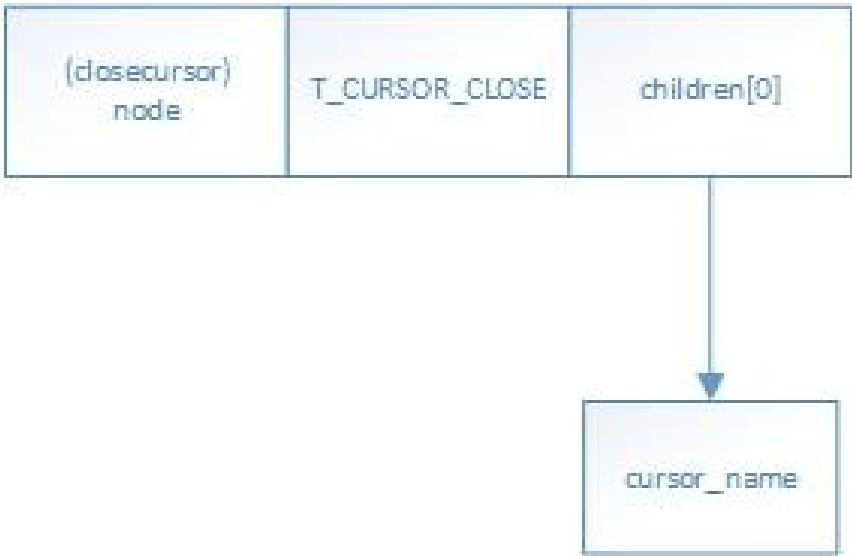 (closecursor)
node
T_CURSOR_CLOSE
children[0]
cursor_name